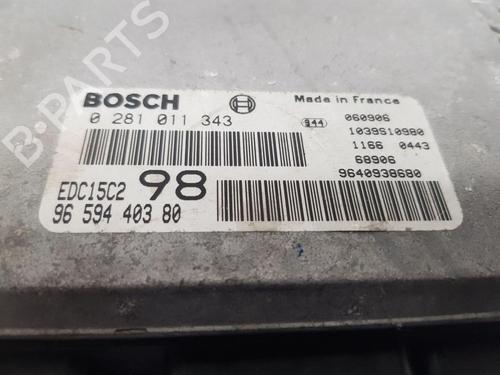 B-PARTS
BOSCH
Made in France
0 281 011 343
944 060906
1039S10980
1166 0443
68906
9640938680
EDC15C2 98
96 594 403 80